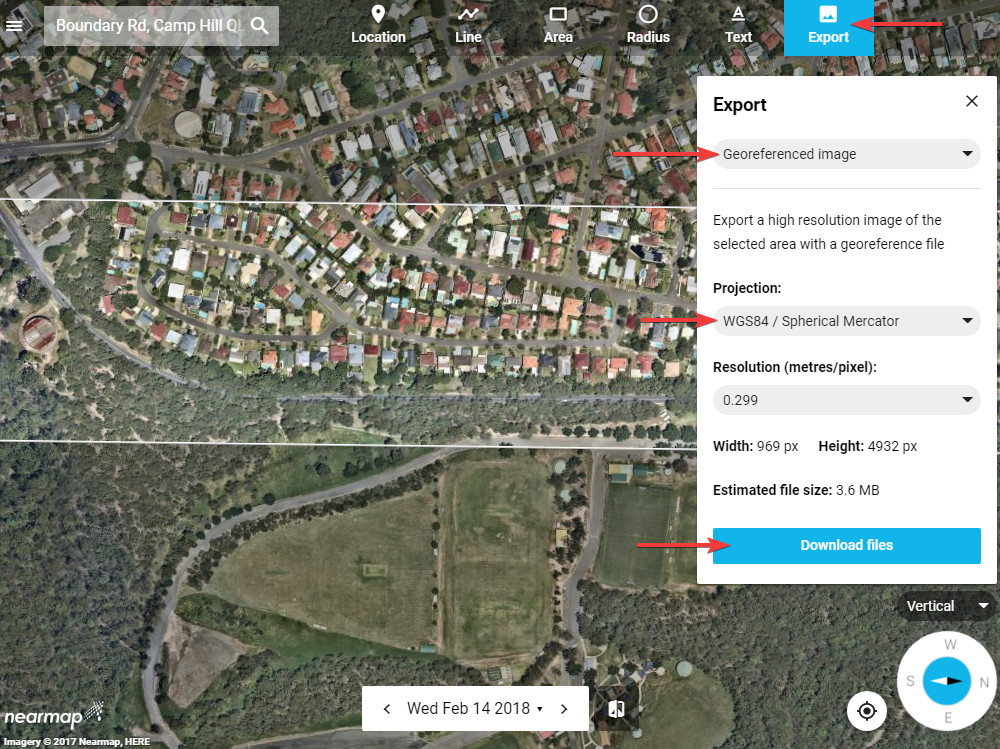 Boundary Rd, Camp Hill
Location
Line
Area
Radius
Text
Export
Export
Georeferenced image
Export a high resolution image of the
selected area with a georeference file
Projection:
WGS84 / Spherical Mercator
Resolution (metres/pixel):
0.299
Width: 969 px Height: 4932 px
Estimated file size: 3.6 MB
Download files
Vertical
W
S N
E
Wed Feb 14 2018
nearmap
Imagery © 2017 Nearmap, HERE